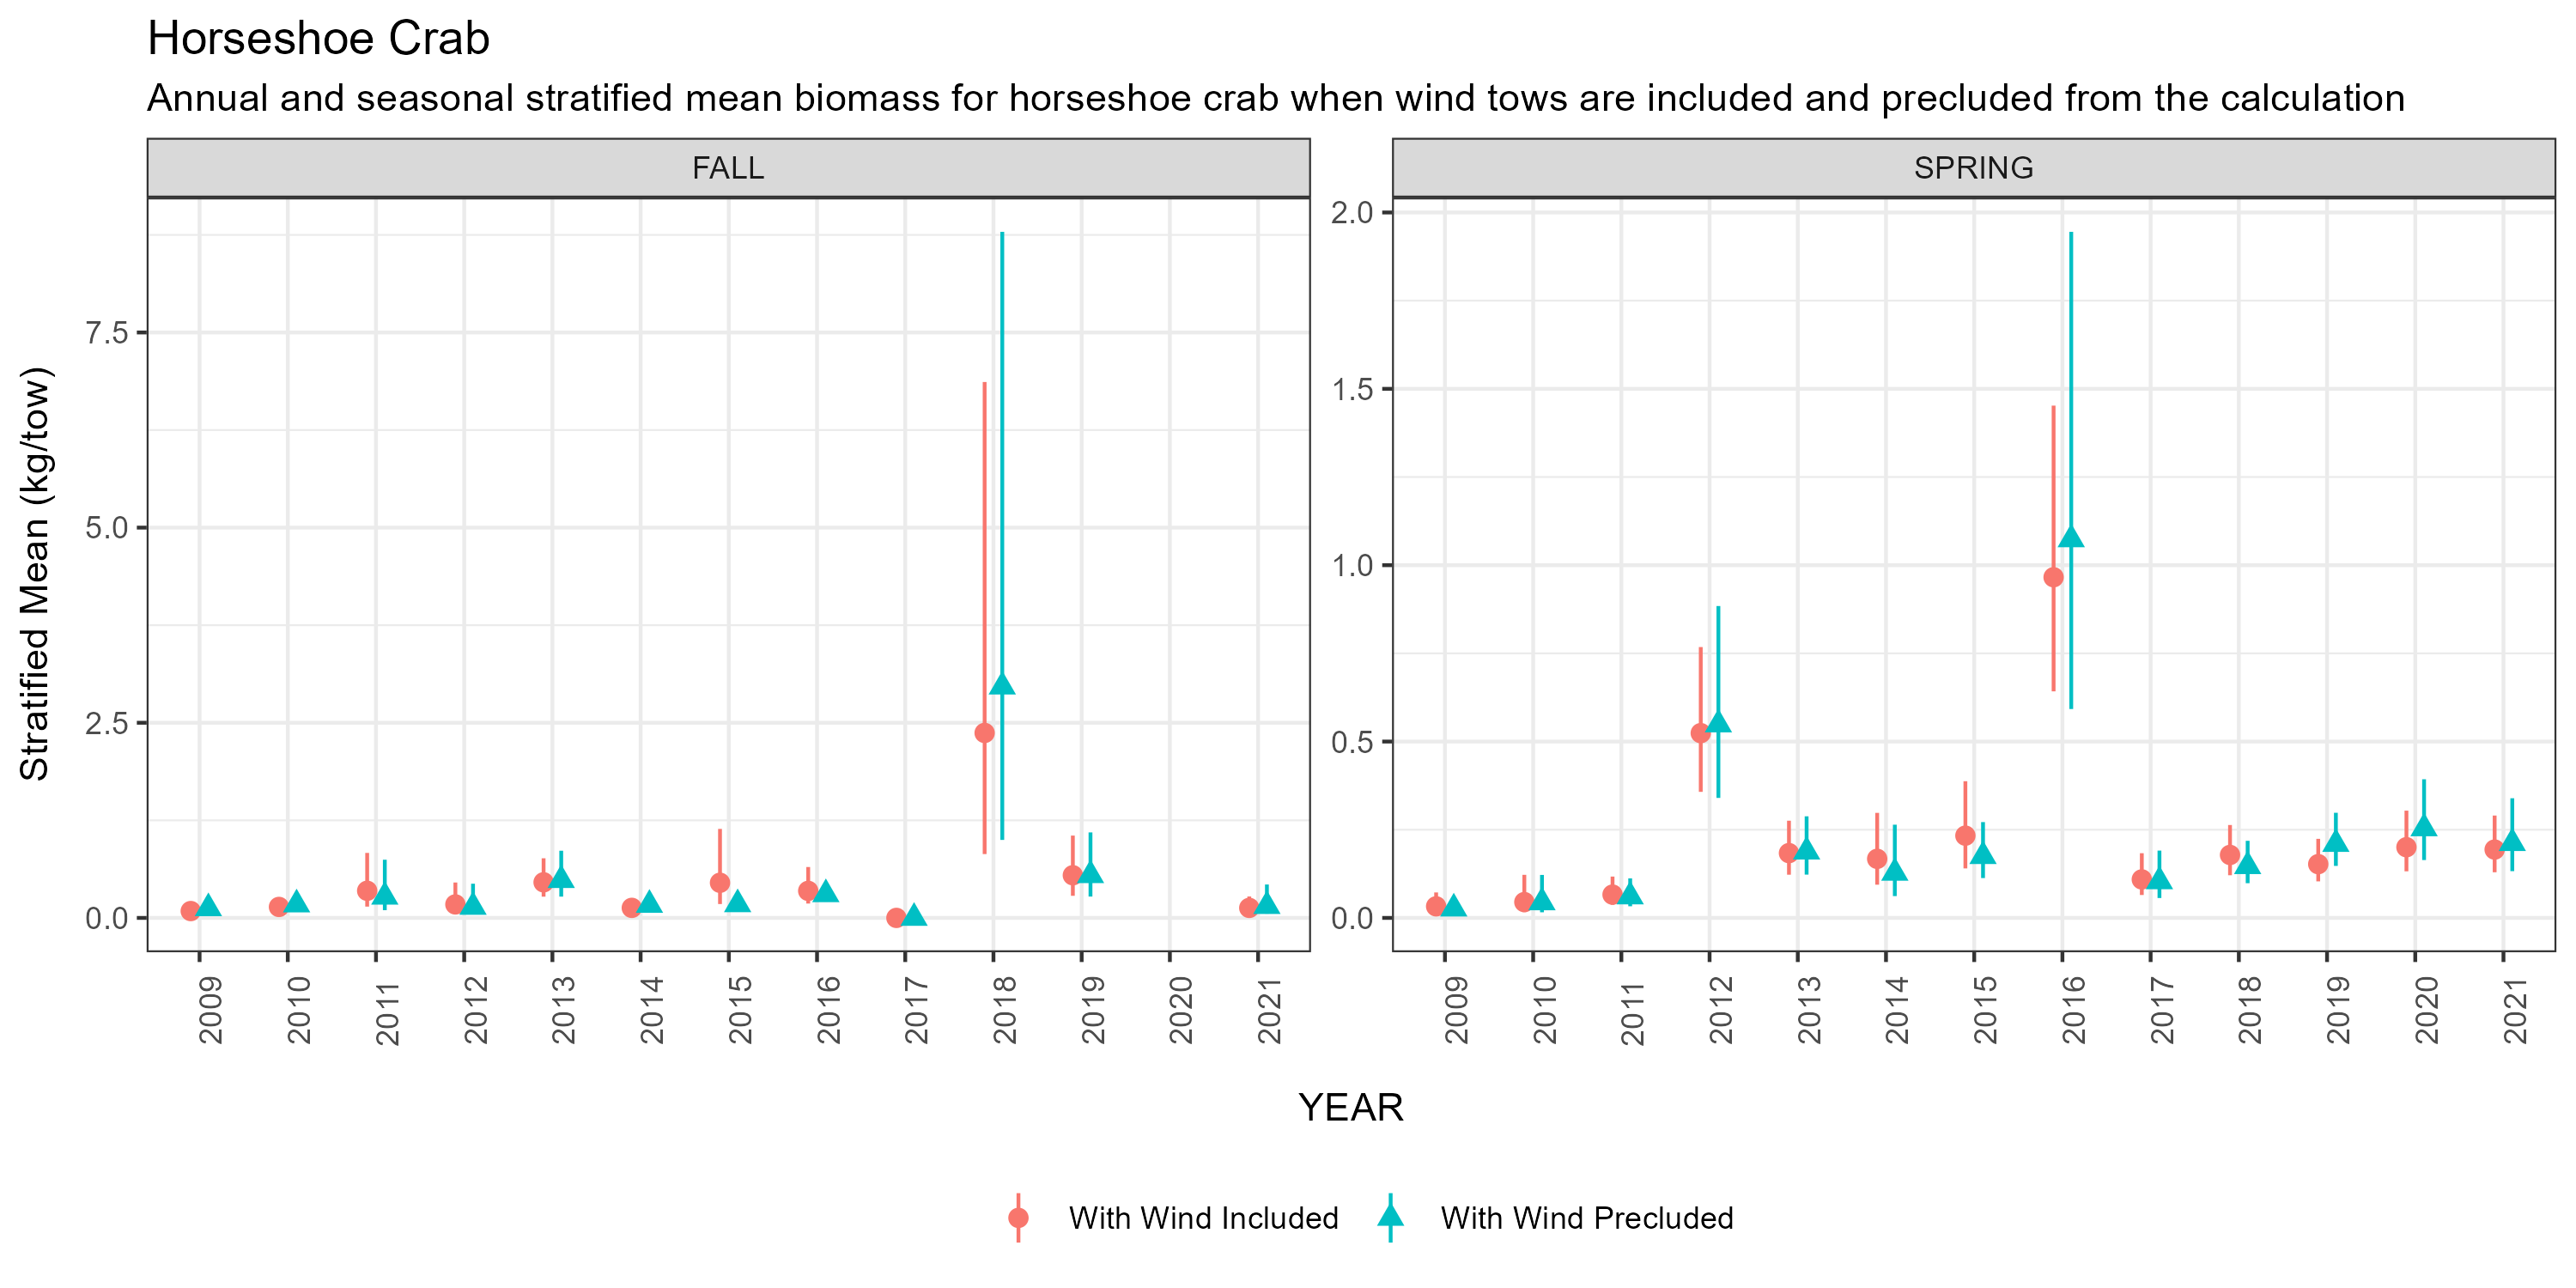 Horseshoe Crab
Annual and seasonal stratified mean biomass for horseshoe crab when wind tows are included and precluded from the calculation
FALL
SPRING
Stratified Mean (kg/tow)
7.5
5.0
2.5
0.0
2.0
1.5
1.0
0.5
0.0
2009 2010 2011 2012 2013 2014 2015 2016 2017 2018 2019 2020 2021
2009 2010 2011 2012 2013 2014 2015 2016 2017 2018 2019 2020 2021
YEAR
With Wind Included
With Wind Precluded